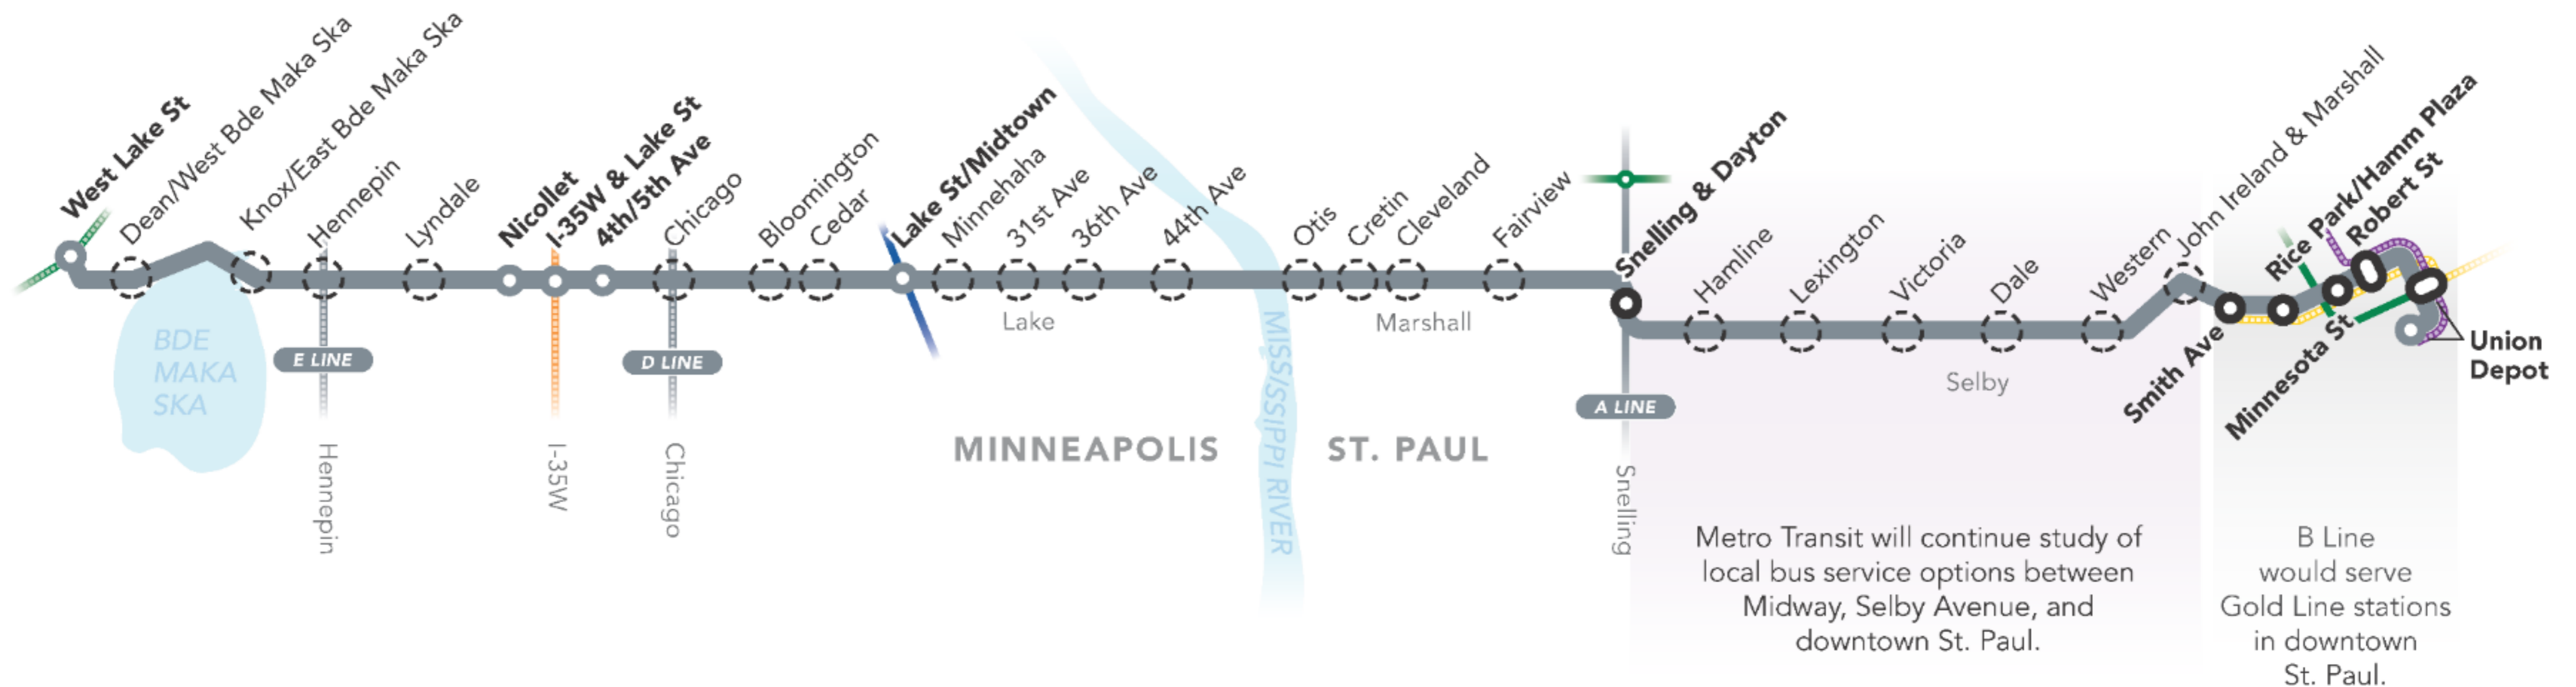 West Lake St
Dean/West Bde Maka Ska
Knox/East Bde Maka Ska
Hennepin
Lyndale
Nicollet
I-35W & Lake St
4th/5th Ave
Chicago
Bloomington
Cedar
Lake St/Midtown
Minnehaha
31st Ave
36th Ave
44th Ave
Otis
Cretin
Cleveland
Fairview
Snelling & Dayton
Hamline
Lexington
Victoria
Dale
Western
John Ireland & Marshall
Smith Ave
Rice Park/Hamm Plaza
Minnesota St
Robert St
Union
Depot
Lake
Marshall
Selby
BDE
MAKA
SKA
E LINE
D LINE
A LINE
Hennepin
I-35W
Chicago
Snelling
MINNEAPOLIS
MISSISSIPPI RIVER
ST. PAUL
Metro Transit will continue study of
local bus service options between
Midway, Selby Avenue, and
downtown St. Paul.
B Line
would serve
Gold Line stations
in downtown
St. Paul.